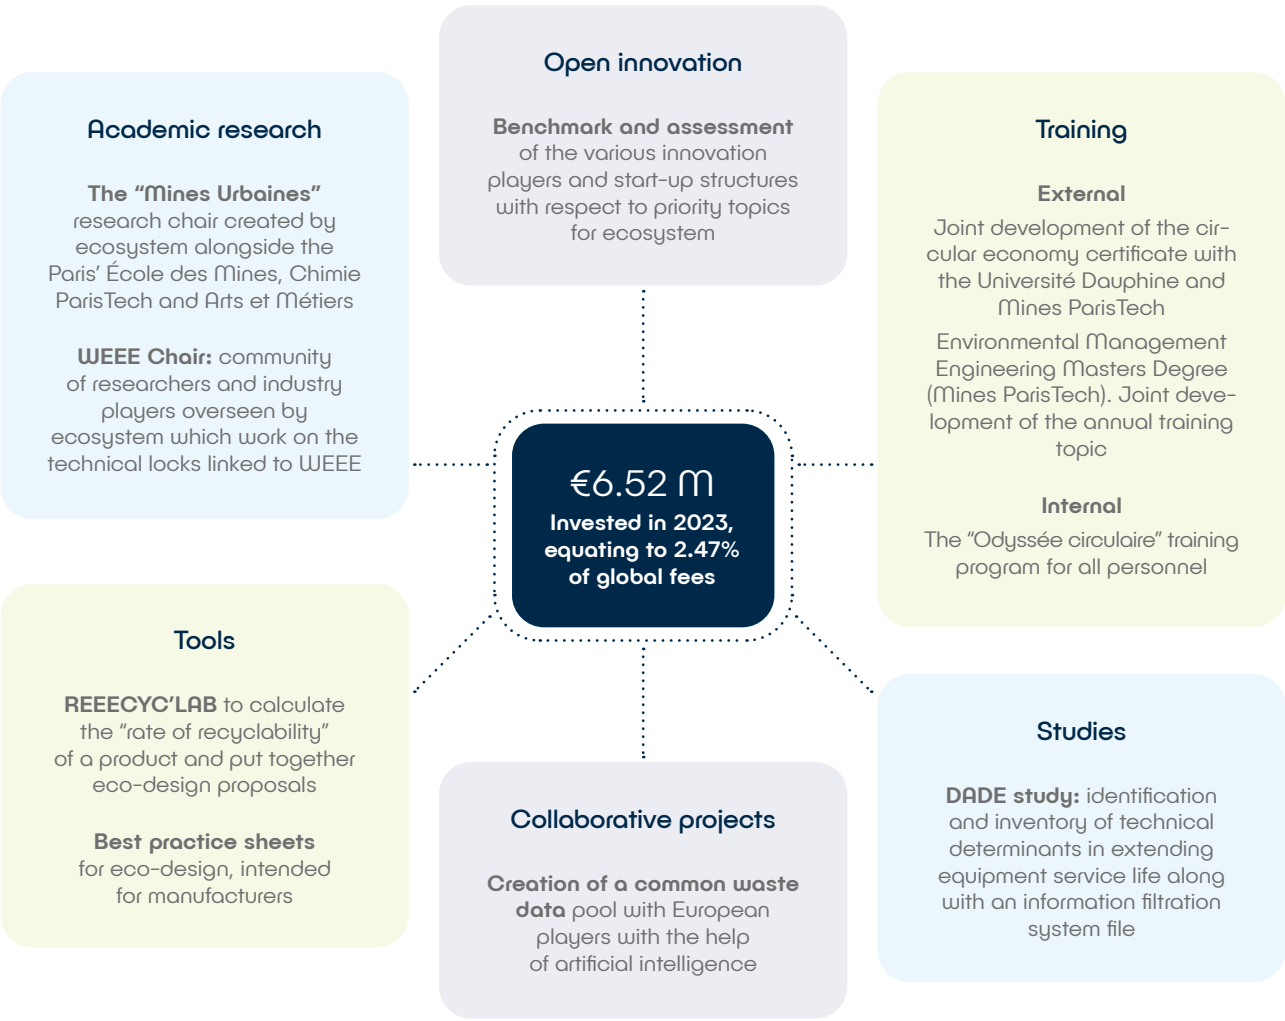 Open innovation
Benchmark and assessment
of the various innovation
players and start-up structures
with respect to priority topics
for ecosystem
Academic research
The “Mines Urbaines”
research chair created by
ecosystem alongside the
Paris’ École des Mines, Chimie
ParisTech and Arts et Métiers
WEEE Chair: community
of researchers and industry
players overseen by
ecosystem which work on the
technical locks linked to WEEE
Training
External
Joint development of the cir-
cular economy certificate with
the Université Dauphine and
Mines ParisTech
Environmental Management
Engineering Masters Degree
(Mines ParisTech). Joint deve-
lopment of the annual training
topic
Internal
The “Odyssée circulaire” training
program for all personnel
€6.52 M
Invested in 2023,
equating to 2.47%
of global fees
Tools
REEECYC’LAB to calculate
the “rate of recyclability”
of a product and put together
eco-design proposals
Best practice sheets
for eco-design, intended
for manufacturers
Collaborative projects
Creation of a common waste
data pool with European
players with the help
of artificial intelligence
Studies
DADE study: identification
and inventory of technical
determinants in extending
equipment service life along
with an information filtration
system file